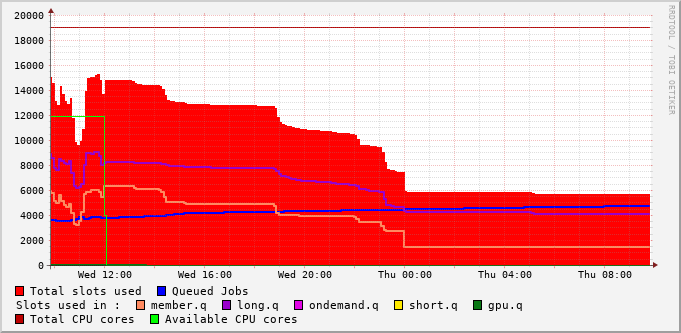 RRDTOOL / TOBI OETIKER
20000
18000
16000
14000
12000
10000
8000
6000
4000
2000
0
Wed 12:00 Wed 16:00 Wed 20:00 Thu 00:00 Thu 04:00 Thu 08:00
Total slots used Queued Jobs
Slots used in : member.q long.q ondemand.q short.q gpu.q
Total CPU cores Available CPU cores